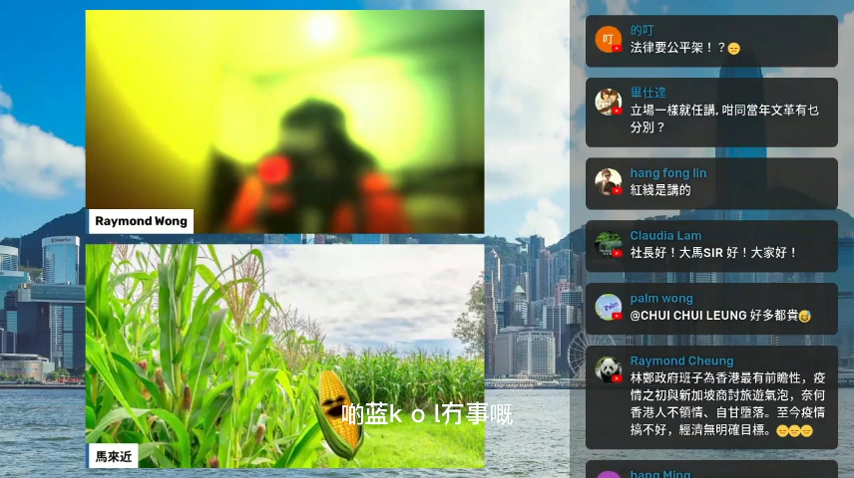 Raymond Wong
馬來近
啲蓝k o l冇事嘅
的叮
法律要公平架！？
畢仕達
立場一樣就任講, 咁同當年文革有乜
分別？
hang fong lin
紅綫是講的
Claudia Lam
社長好！大馬SIR 好！大家好！
palm wong
@CHUI CHUI LEUNG 好多都貴
Raymond Cheung
林鄭政府班子為香港最有前瞻性，疫
情之初與新加坡商討旅遊氣泡，奈何
香港人不領情、自甘墮落。至今疫情
搞不好，經濟無明確目標。
hang Ming